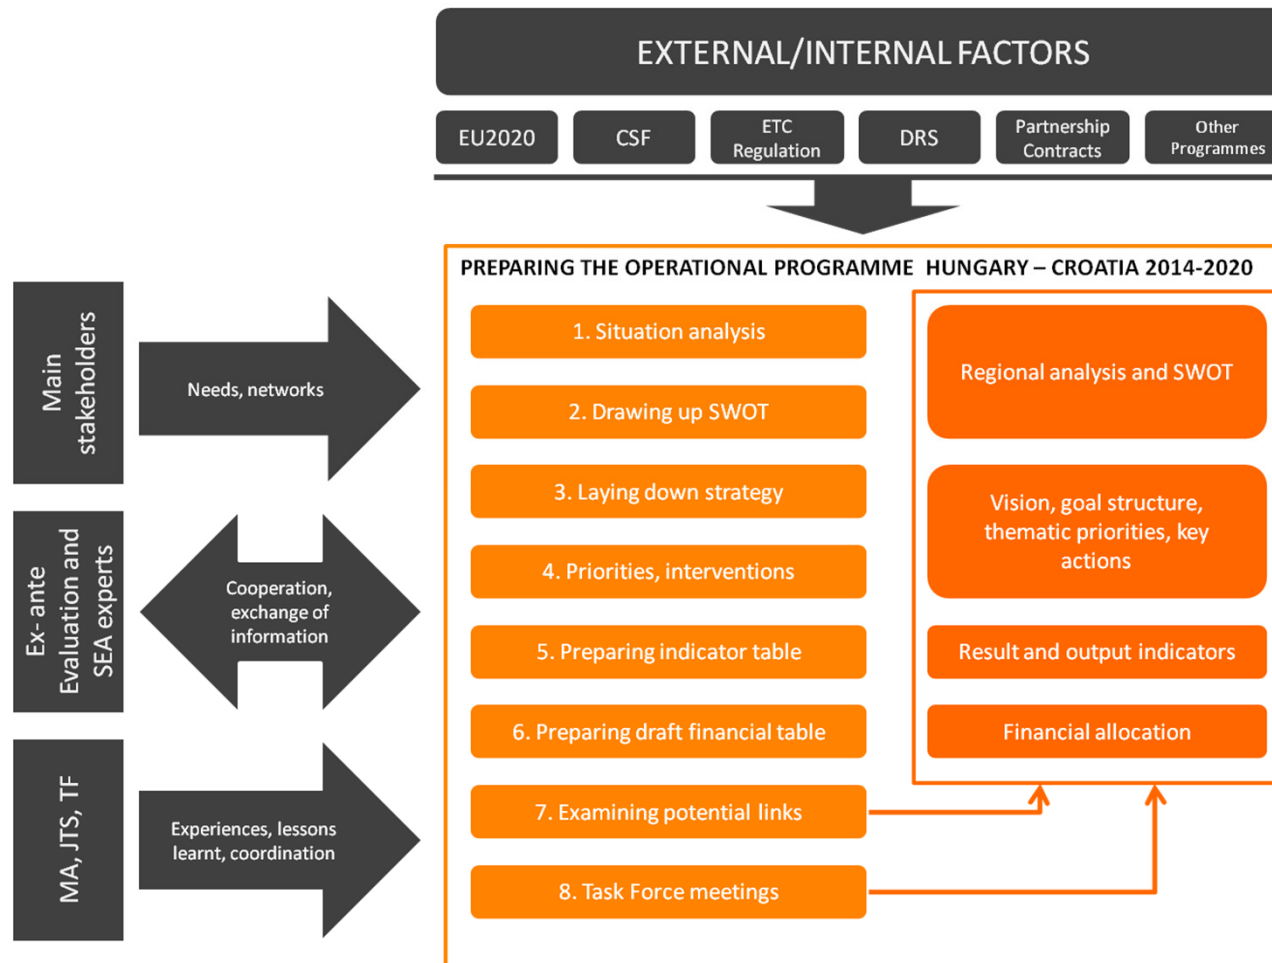 EXTERNAL/INTERNAL FACTORS
EU2020
CSF
ETC
Regulation
DRS
Partnership
Contracts
Other
Programmes
PREPARING THE OPERATIONAL PROGRAMME HUNGARY – CROATIA 2014-2020
Main
stakeholders
Needs, networks
Ex- ante
Evaluation and
SEA experts
Cooperation,
exchange of
information
MA, JTS, TF
Experiences, lessons
learnt, coordination
1. Situation analysis
2. Drawing up SWOT
3. Laying down strategy
4. Priorities, interventions
5. Preparing indicator table
6. Preparing draft financial table
7. Examining potential links
8. Task Force meetings
Regional analysis and SWOT
Vision, goal structure,
thematic priorities, key
actions
Result and output indicators
Financial allocation